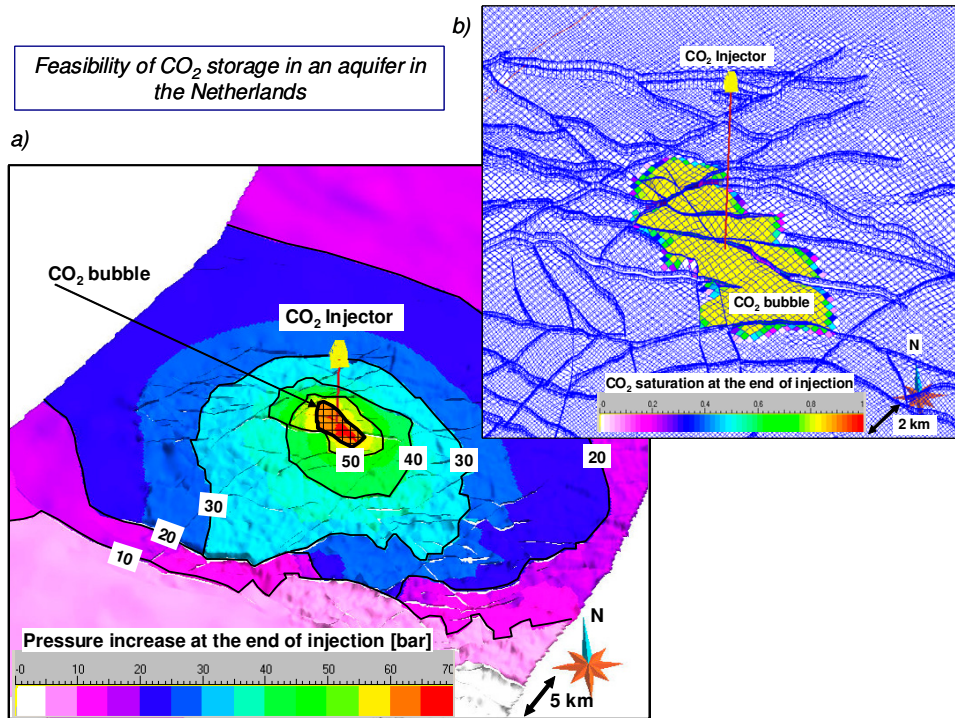 Feasibility of CO₂ storage in an aquifer in
the Netherlands
a)
CO₂ bubble
CO₂ Injector
50
40
30
20
30
20
10
N
Pressure increase at the end of injection [bar]
0 10 20 30 40 50 60 70
5 km
b)
CO₂ Injector
CO₂ bubble
N
CO₂ saturation at the end of injection
0 0.2 0.4 0.6 0.8 1
2 km